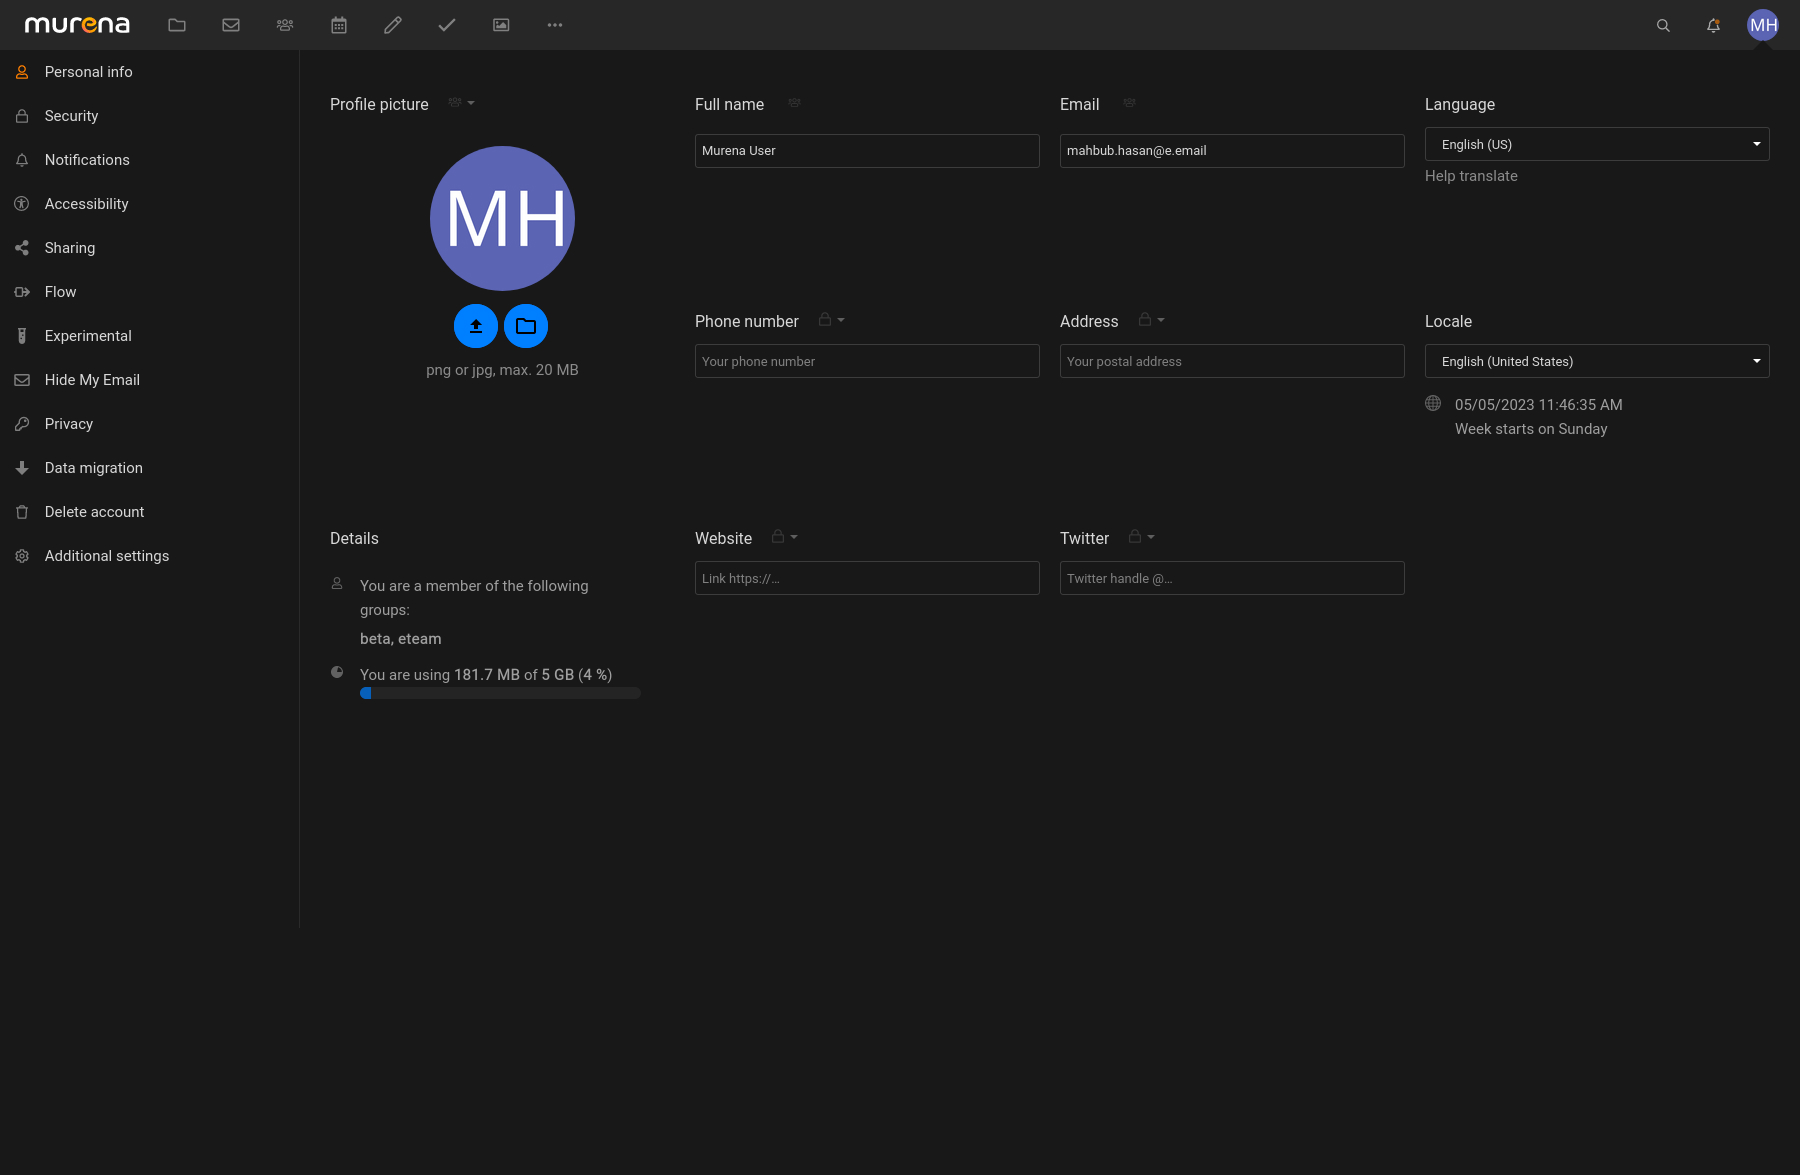 murena
MH
Personal info
Security
Notifications
Accessibility
Sharing
Flow
Experimental
Hide My Email
Privacy
Data migration
Delete account
Additional settings
Profile picture
MH
png or jpg, max. 20 MB
Full name
Murena User
Email
mahbub.hasan@e.email
Language
English (US)
Help translate
Phone number
Your phone number
Address
Your postal address
Locale
English (United States)
05/05/2023 11:46:35 AM
Week starts on Sunday
Details
You are a member of the following
groups:
beta, eteam
You are using 181.7 MB of 5 GB (4 %)
Website
Link https://…
Twitter
Twitter handle @…